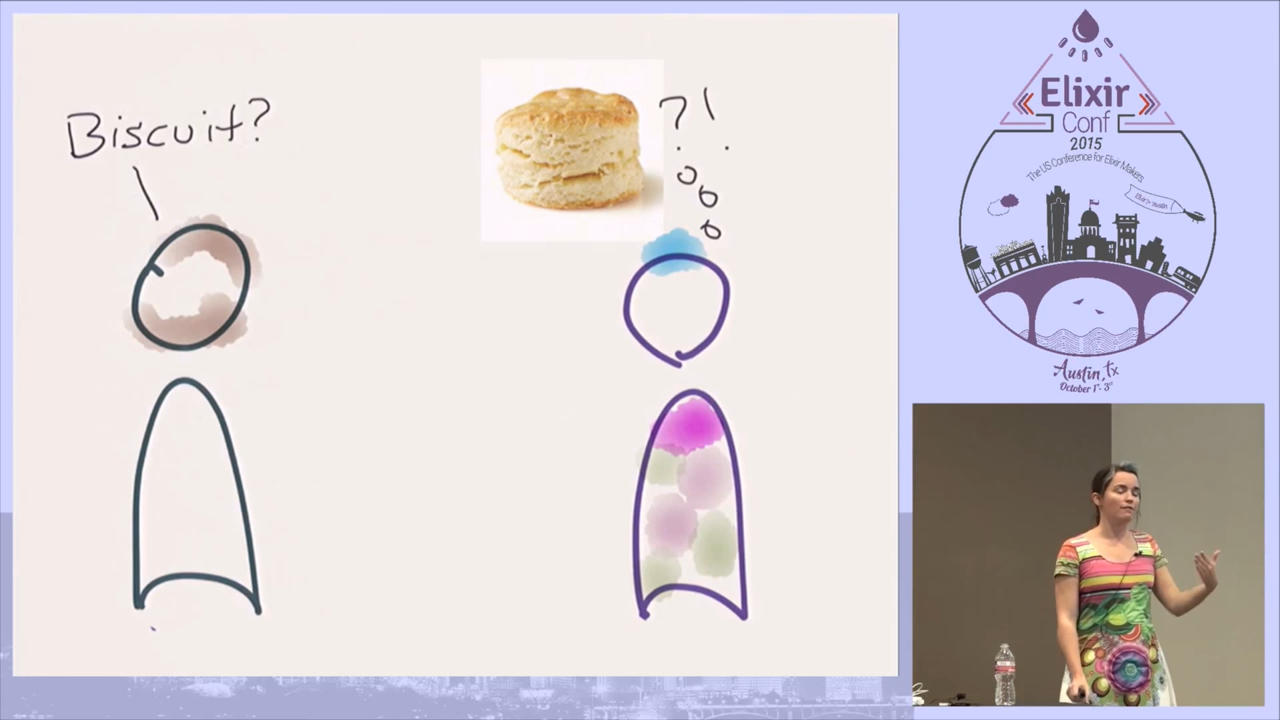 Biscuit?
?!
Elixir
Conf
2015
The US Conference for Elixir Makers
Austin, tx
October 1st - 3rd